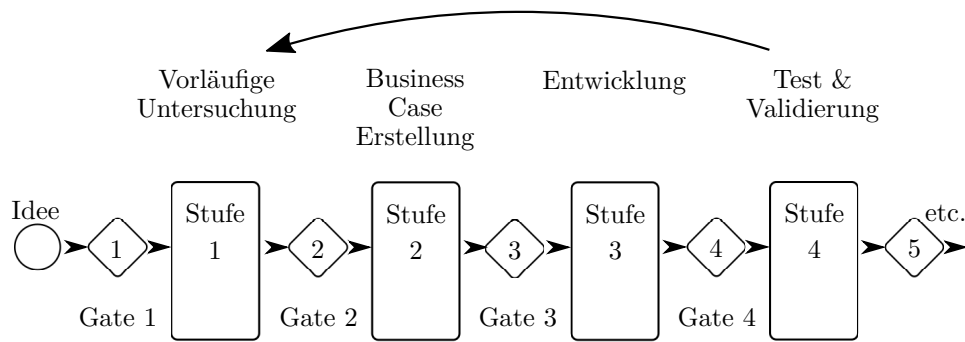 Vorläufige
Untersuchung
Business
Case
Erstellung
Entwicklung
Test &
Validierung
Idee
1
Gate 1
Stufe
1
2
Gate 2
Stufe
2
3
Gate 3
Stufe
3
4
Gate 4
Stufe
4
5
etc.